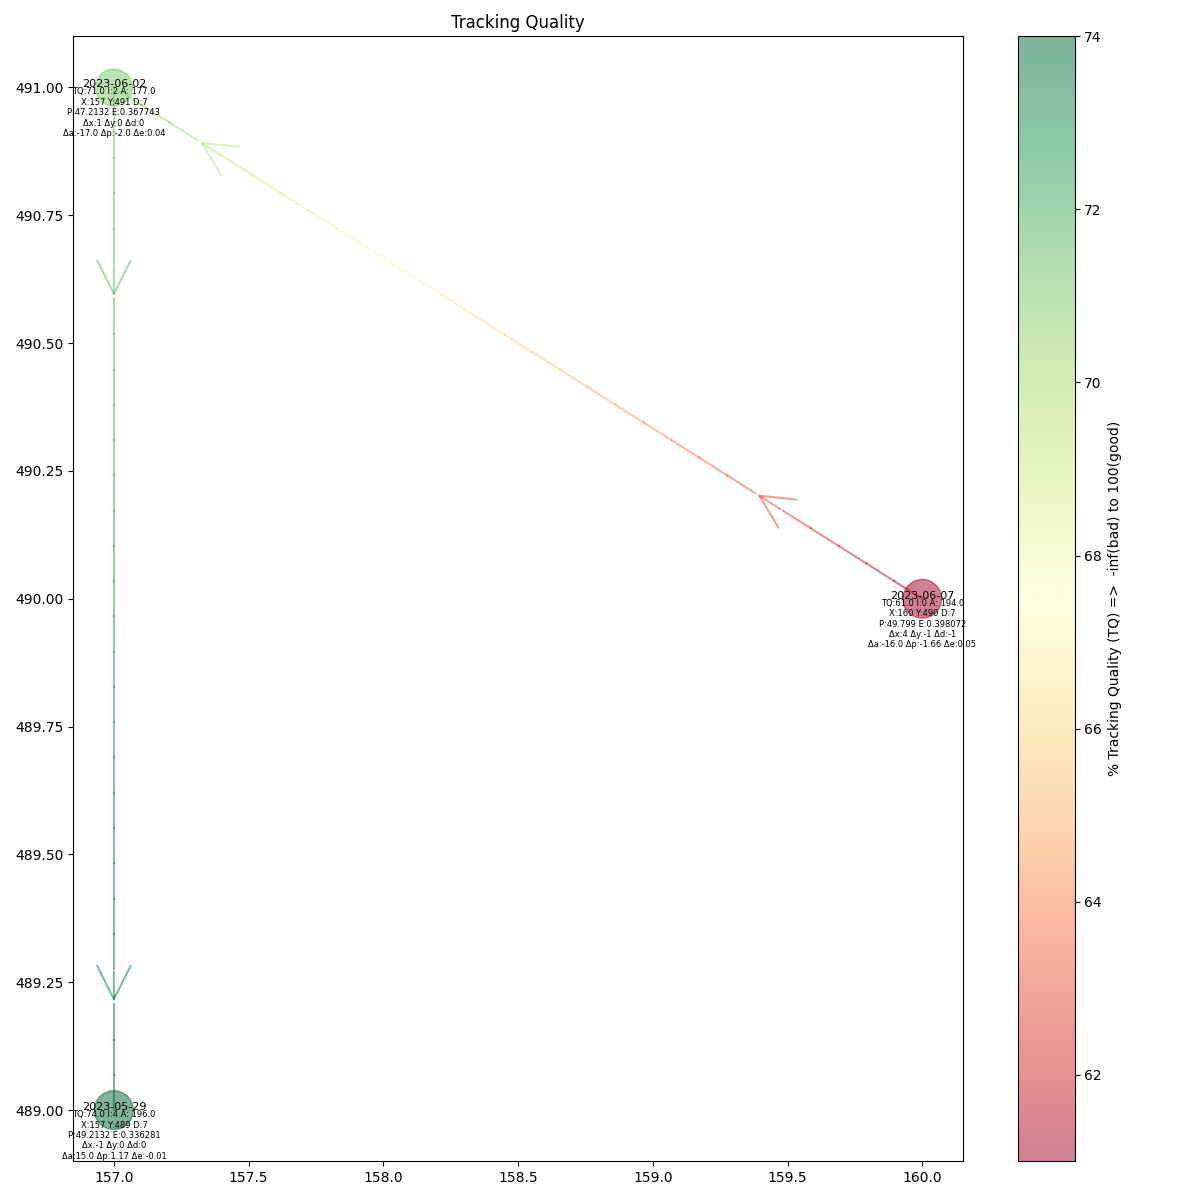 Tracking Quality
491.00
490.75
490.50
490.25
490.00
489.75
489.50
489.25
489.00
2023-06-02
TQ:71.0 I:2 A: 177.0
X:157 Y:491 D:7
P:47.2132 E:0.367743
Δx:1 Δy:0 Δd:0
Δa:-17.0 Δp:-2.0 Δe:0.04
2023-06-07
TQ:61.0 I:0 A: 194.0
X:160 Y:490 D:7
P:49.799 E:0.398072
Δx:4 Δy:-1 Δd:-1
Δa:-16.0 Δp:-1.66 Δe:0.05
2023-05-29
TQ:74.0 I:4 A: 196.0
X:157 Y:489 D:7
P:49.2132 E:0.336281
Δx:-1 Δy:0 Δd:0
Δa:15.0 Δp:1.17 Δe:-0.01
157.0 157.5 158.0 158.5 159.0 159.5 160.0
74
72
70
68
66
64
62
% Tracking Quality (TQ) => -inf(bad) to 100(good)